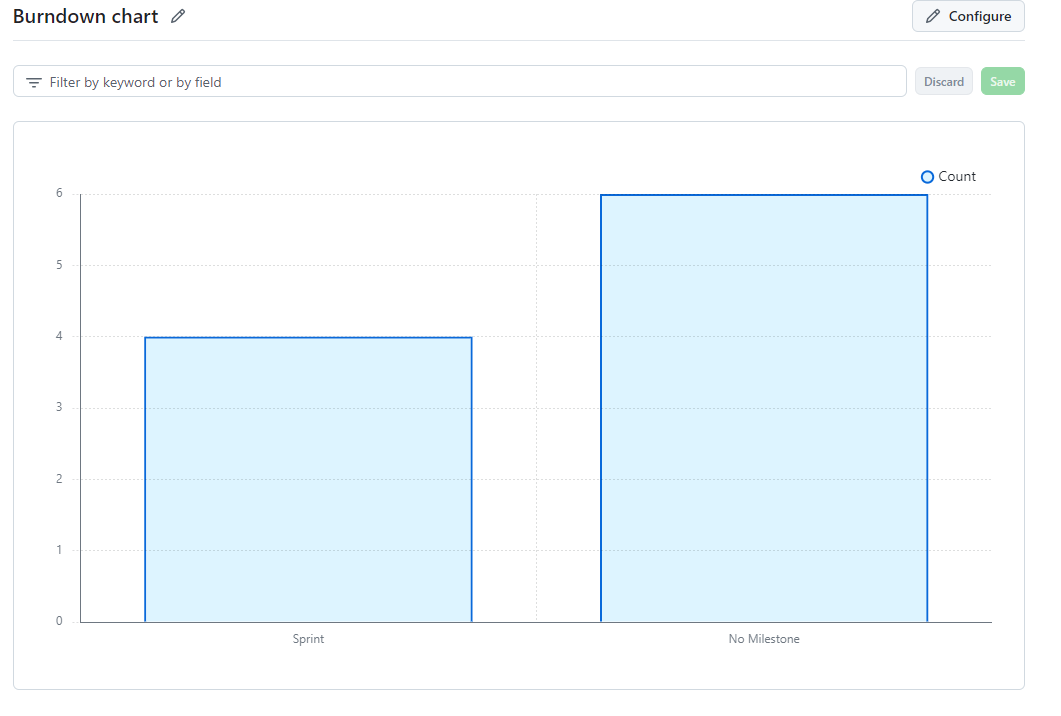 Burndown chart
Configure
Filter by keyword or by field
Discard
Save
Count
6
5
4
3
2
1
0
Sprint
No Milestone